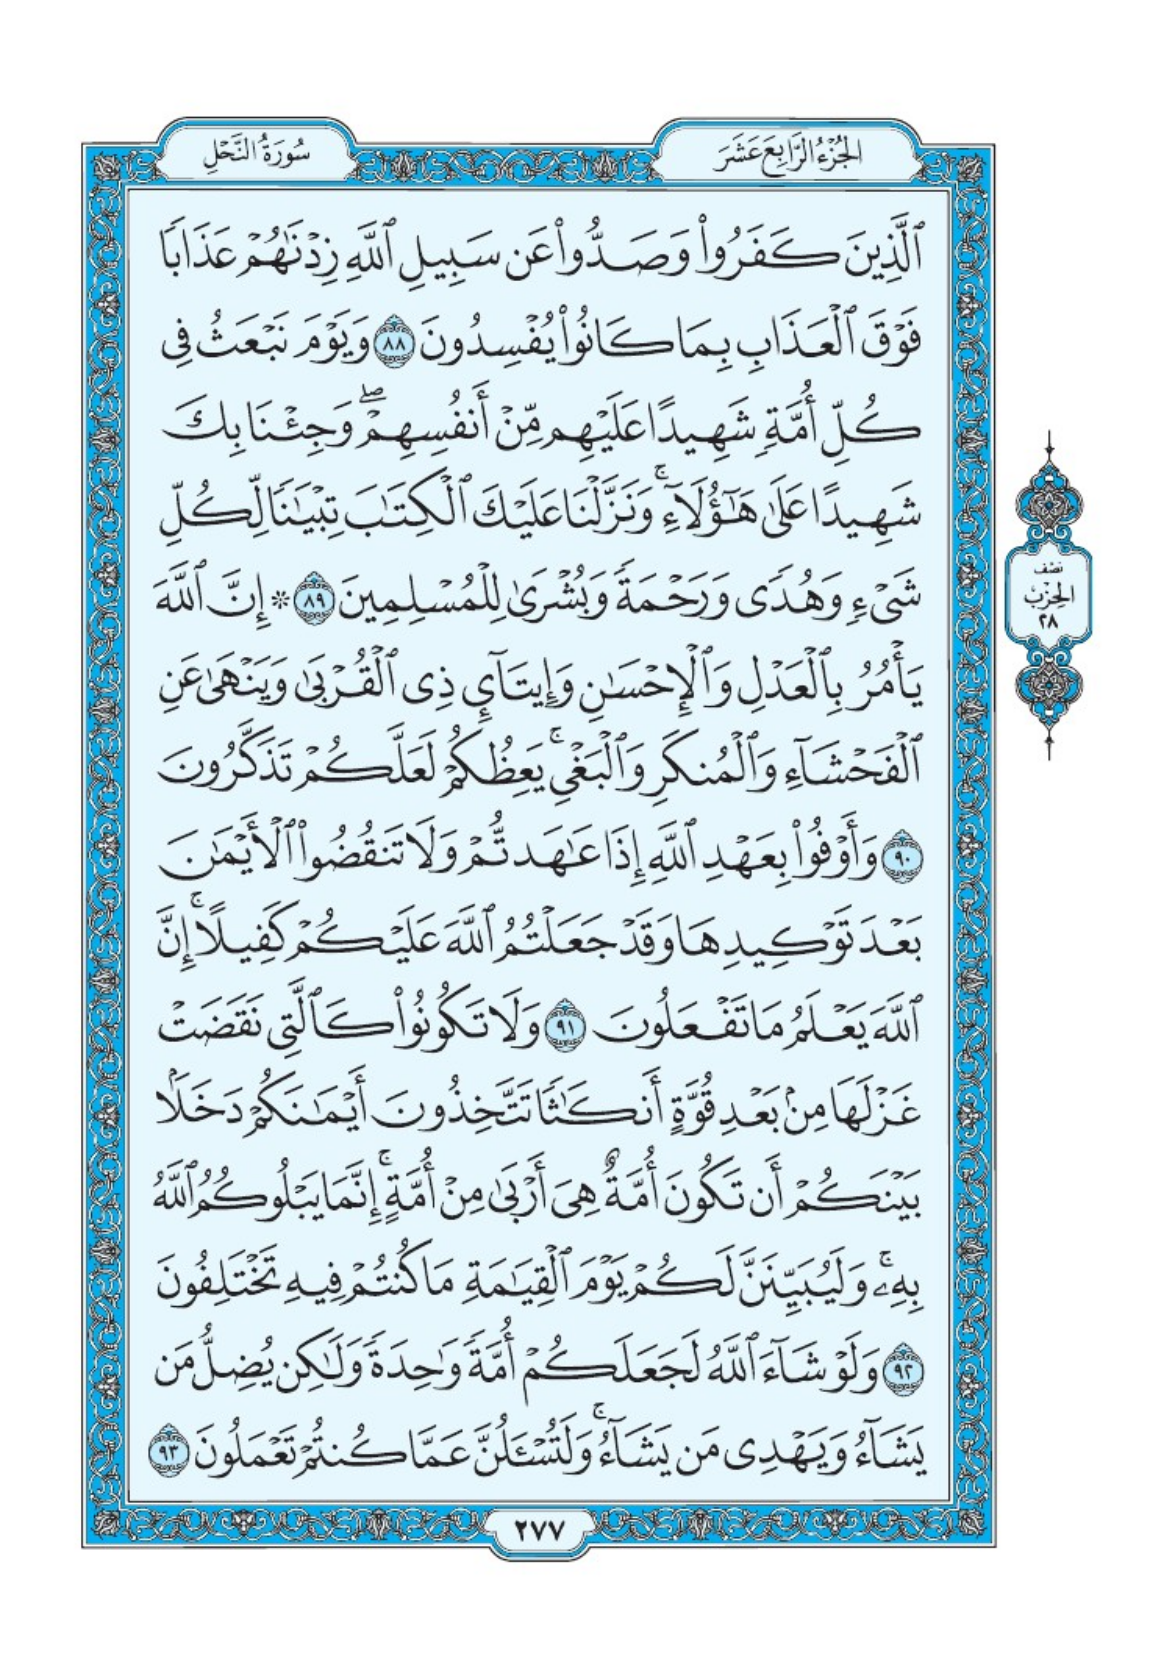 الجُزْءُ الرَّابِعَ عَشَرَ
سُورَةُ النَّحْلِ
ٱلَّذِينَ كَفَرُوا۟ وَصَدُّوا۟ عَن سَبِيلِ ٱللَّهِ زِدْنَـٰهُمْ عَذَابًا
فَوْقَ ٱلْعَذَابِ بِمَا كَانُوا۟ يُفْسِدُونَ ٨٨ وَيَوْمَ نَبْعَثُ فِى
كُلِّ أُمَّةٍ شَهِيدًا عَلَيْهِم مِّنْ أَنفُسِهِمْ ۖ وَجِئْنَا بِكَ
شَهِيدًا عَلَىٰ هَـٰٓؤُلَآءِ ۚ وَنَزَّلْنَا عَلَيْكَ ٱلْكِتَـٰبَ تِبْيَـٰنًا لِّكُلِّ
شَىْءٍ وَهُدًى وَرَحْمَةً وَبُشْرَىٰ لِلْمُسْلِمِينَ ٨٩ * إِنَّ ٱللَّهَ
يَأْمُرُ بِٱلْعَدْلِ وَٱلْإِحْسَـٰنِ وَإِيتَآئِ ذِى ٱلْقُرْبَىٰ وَيَنْهَىٰ عَنِ
ٱلْفَحْشَآءِ وَٱلْمُنكَرِ وَٱلْبَغْىِ ۚ يَعِظُكُمْ لَعَلَّكُمْ تَذَكَّرُونَ
٩٠ وَأَوْفُوا۟ بِعَهْدِ ٱللَّهِ إِذَا عَـٰهَدتُّمْ وَلَا تَنقُضُوا۟ ٱلْأَيْمَـٰنَ
بَعْدَ تَوْكِيدِهَا وَقَدْ جَعَلْتُمُ ٱللَّهَ عَلَيْكُمْ كَفِيلًا ۚ إِنَّ
ٱللَّهَ يَعْلَمُ مَا تَفْعَلُونَ ٩١ وَلَا تَكُونُوا۟ كَٱلَّتِى نَقَضَتْ
غَزْلَهَا مِنۢ بَعْدِ قُوَّةٍ أَنكَـٰثًا تَتَّخِذُونَ أَيْمَـٰنَكُمْ دَخَلًۢا
بَيْنَكُمْ أَن تَكُونَ أُمَّةٌ هِىَ أَرْبَىٰ مِنْ أُمَّةٍ ۚ إِنَّمَا يَبْلُوكُمُ ٱللَّهُ
بِهِۦ ۚ وَلَيُبَيِّنَنَّ لَكُمْ يَوْمَ ٱلْقِيَـٰمَةِ مَا كُنتُمْ فِيهِ تَخْتَلِفُونَ
٩٢ وَلَوْ شَآءَ ٱللَّهُ لَجَعَلَكُمْ أُمَّةً وَٰحِدَةً وَلَـٰكِن يُضِلُّ مَن
يَشَآءُ وَيَهْدِى مَن يَشَآءُ ۚ وَلَتُسْـَٔلُنَّ عَمَّا كُنتُمْ تَعْمَلُونَ ٩٣
نصف
الحزب
٢٨
٢٧٧